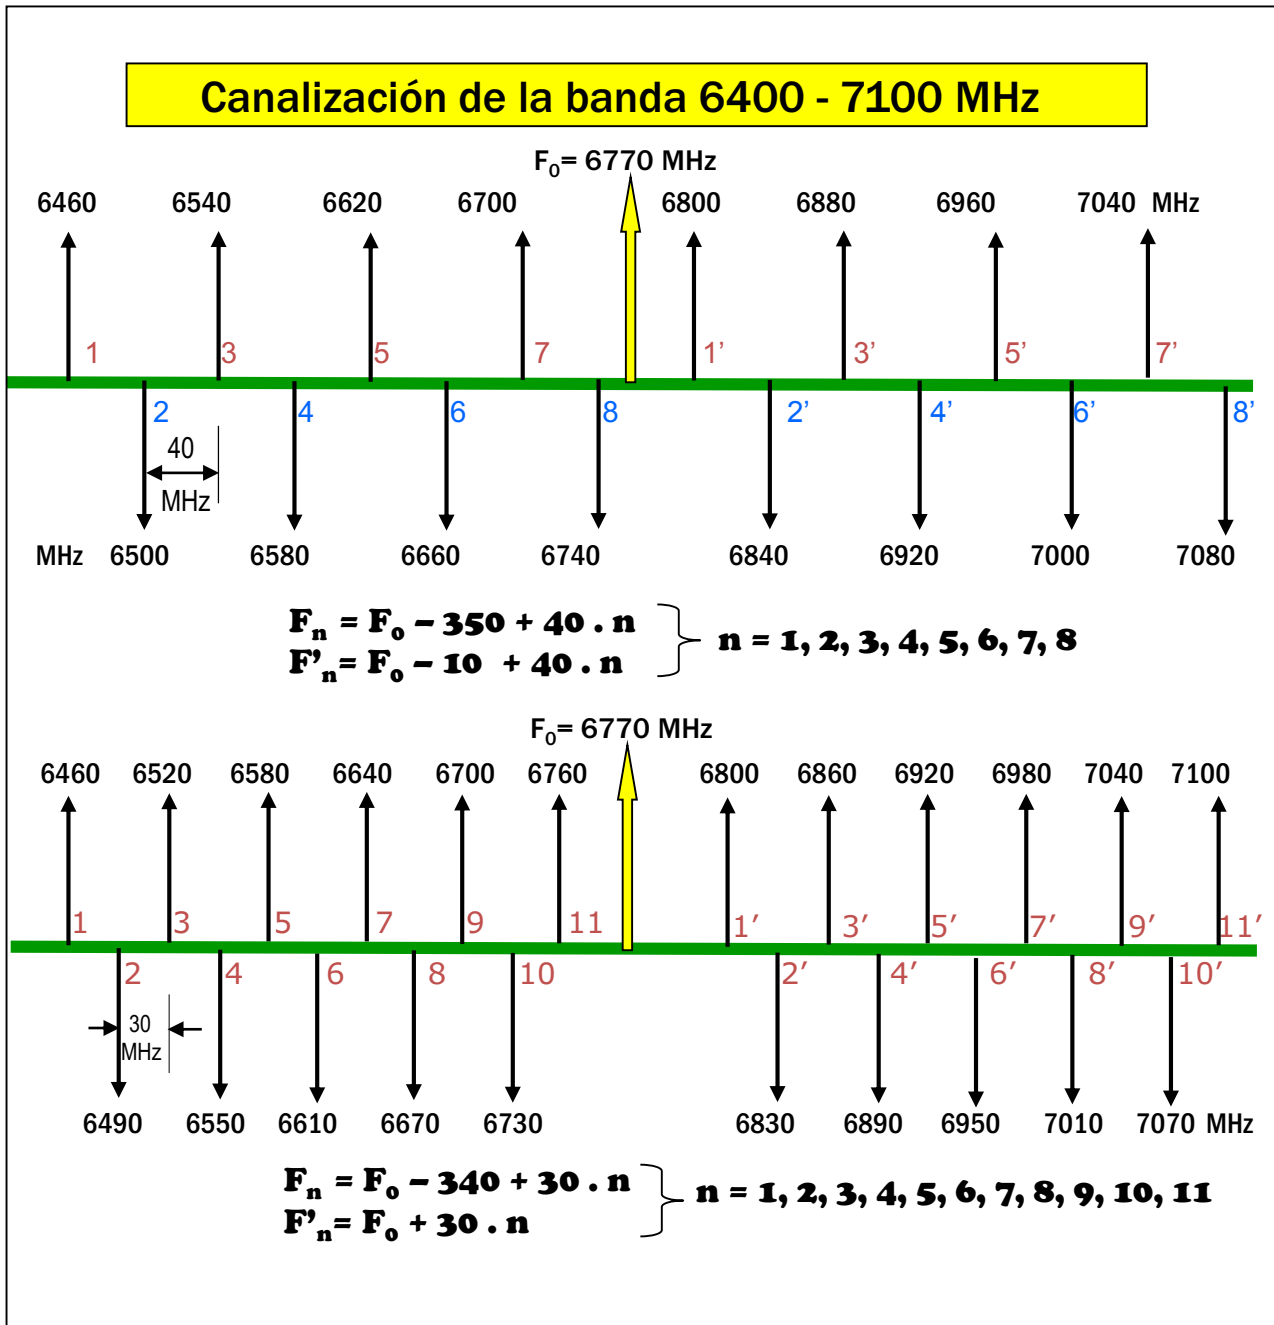 Canalización de la banda 6400 - 7100 MHz
F0= 6770 MHz
6460 6540 6620 6700 6800 6880 6960 7040 MHz
1 3 5 7 1’ 3’ 5’ 7’
2 4 6 8 2’ 4’ 6’ 8’
40
MHz
MHz 6500 6580 6660 6740 6840 6920 7000 7080
Fn = F0 – 350 + 40 . n
F’n= F0 – 10 + 40 . n
n = 1, 2, 3, 4, 5, 6, 7, 8
F0= 6770 MHz
6460 6520 6580 6640 6700 6760 6800 6860 6920 6980 7040 7100
1 3 5 7 9 11 1’ 3’ 5’ 7’ 9’ 11’
2 4 6 8 10 2’ 4’ 6’ 8’ 10’
30
MHz
6490 6550 6610 6670 6730 6830 6890 6950 7010 7070 MHz
Fn = F0 – 340 + 30 . n
F’n= F0 + 30 . n
n = 1, 2, 3, 4, 5, 6, 7, 8, 9, 10, 11